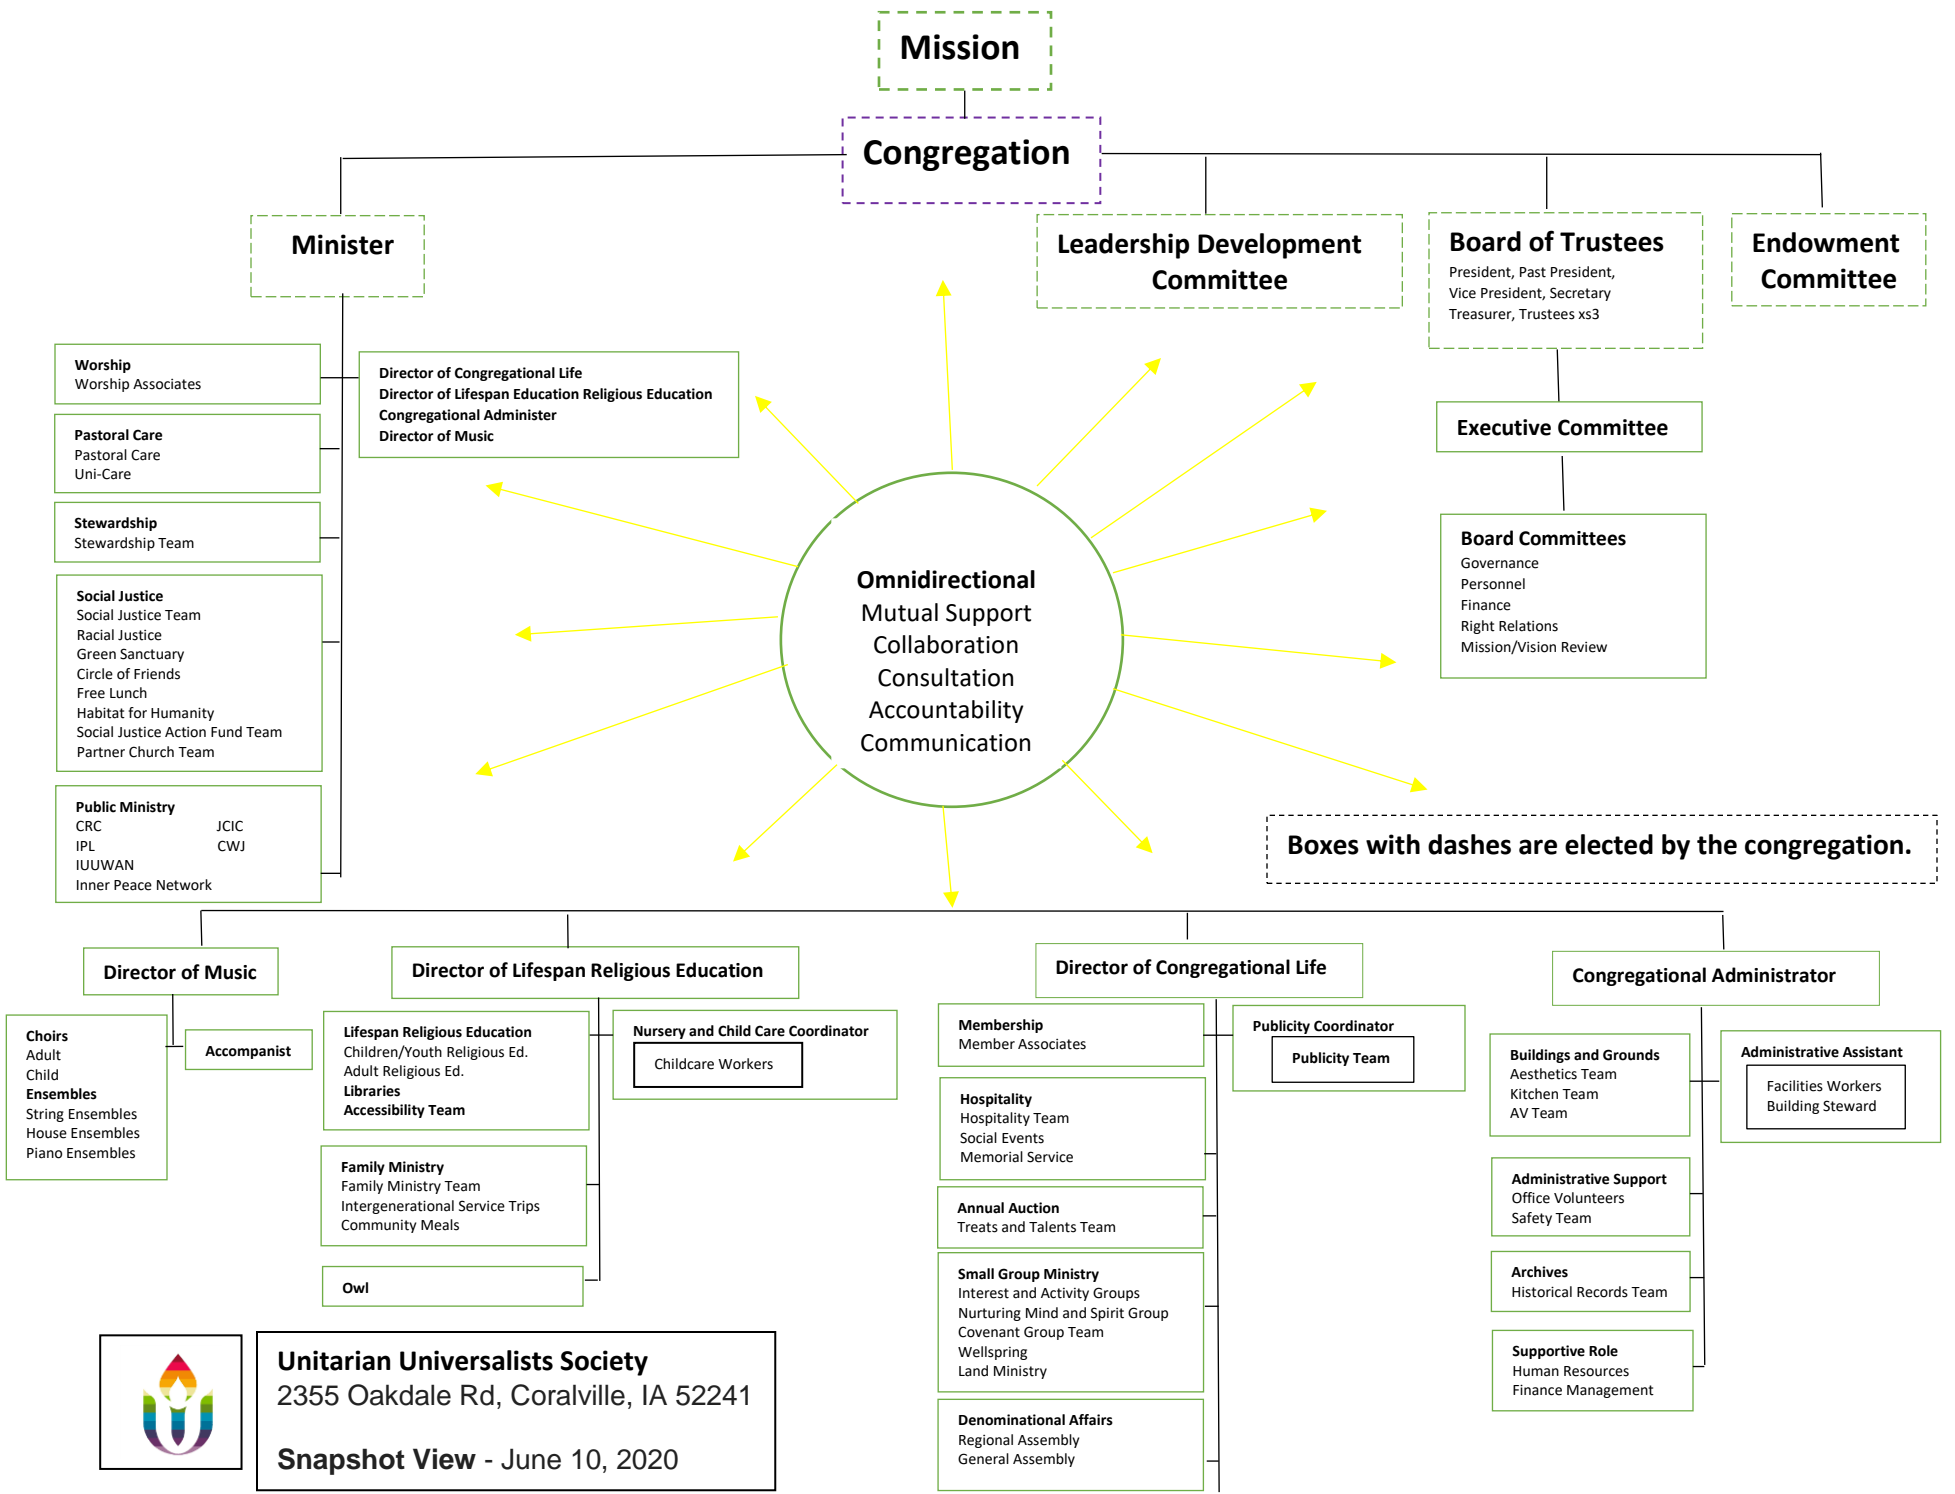 Mission
Congregation
Minister
Leadership Development
Committee
Board of Trustees
President, Past President,
Vice President, Secretary
Treasurer, Trustees xs3
Endowment
Committee
Worship
Worship Associates
Director of Congregational Life
Director of Lifespan Education Religious Education
Congregational Administer
Director of Music
Pastoral Care
Pastoral Care
Uni-Care
Stewardship
Stewardship Team
Social Justice
Social Justice Team
Racial Justice
Green Sanctuary
Circle of Friends
Free Lunch
Habitat for Humanity
Social Justice Action Fund Team
Partner Church Team
Public Ministry
CRC JCIC
IPL CWJ
IUUWAN
Inner Peace Network
Executive Committee
Board Committees
Governance
Personnel
Finance
Right Relations
Mission/Vision Review
Omnidirectional
Mutual Support
Collaboration
Consultation
Accountability
Communication
Boxes with dashes are elected by the congregation.
Director of Music
Choirs
Adult
Child
Ensembles
String Ensembles
House Ensembles
Piano Ensembles
Accompanist
Director of Lifespan Religious Education
Lifespan Religious Education
Children/Youth Religious Ed.
Adult Religious Ed.
Libraries
Accessibility Team
Nursery and Child Care Coordinator
Childcare Workers
Family Ministry
Family Ministry Team
Intergenerational Service Trips
Community Meals
Owl
Director of Congregational Life
Membership
Member Associates
Publicity Coordinator
Publicity Team
Hospitality
Hospitality Team
Social Events
Memorial Service
Annual Auction
Treats and Talents Team
Small Group Ministry
Interest and Activity Groups
Nurturing Mind and Spirit Group
Covenant Group Team
Wellspring
Land Ministry
Denominational Affairs
Regional Assembly
General Assembly
Congregational Administrator
Buildings and Grounds
Aesthetics Team
Kitchen Team
AV Team
Administrative Assistant
Facilities Workers
Building Steward
Administrative Support
Office Volunteers
Safety Team
Archives
Historical Records Team
Supportive Role
Human Resources
Finance Management
Unitarian Universalists Society
2355 Oakdale Rd, Coralville, IA 52241
Snapshot View - June 10, 2020